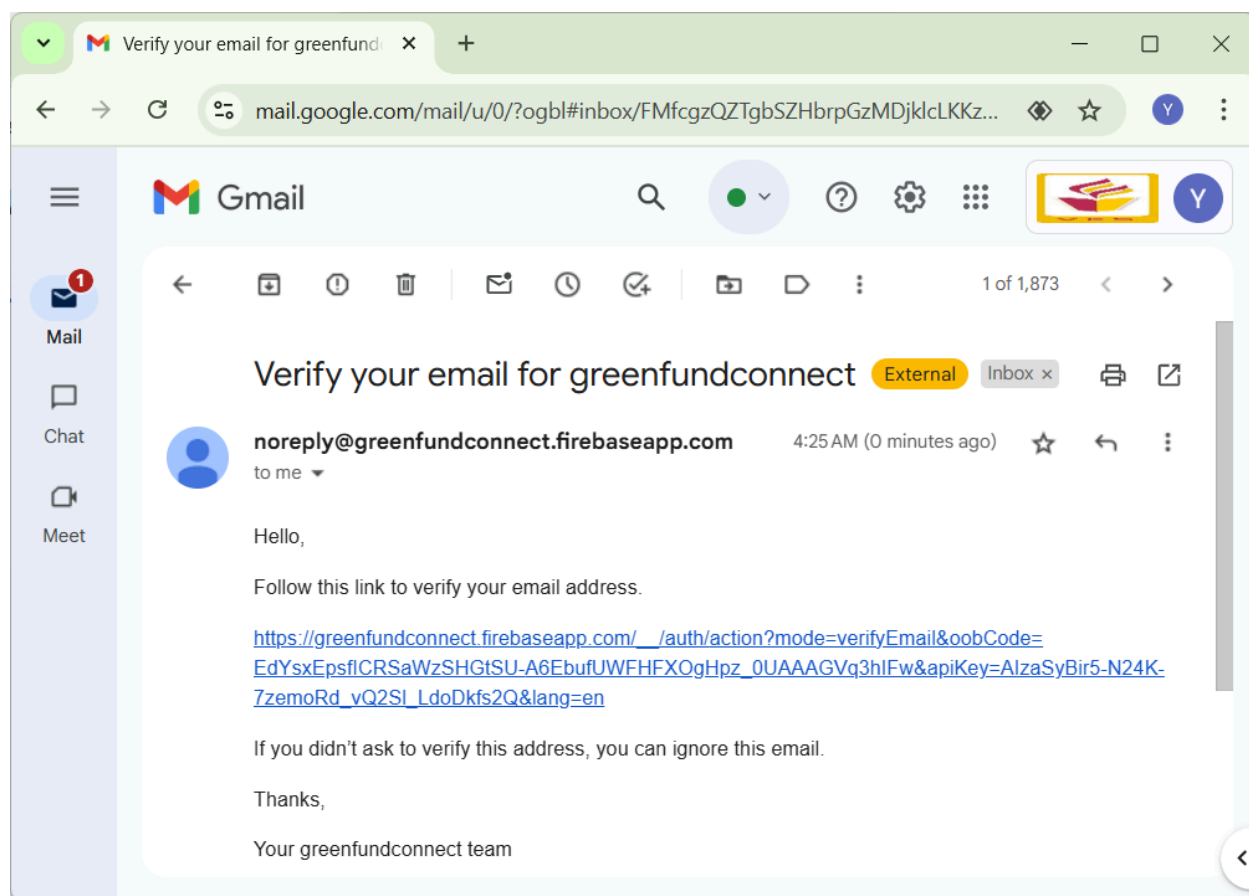 Verify your email for greenfund
mail.google.com/mail/u/0/?ogbl#inbox/FMfcgzQZTgbSZHbrpGzMDjklcLKKz...
Y
Gmail
Y
1
Mail
Chat
Meet
1 of 1,873
Verify your email for greenfundconnect
External
Inbox ×
noreply@greenfundconnect.firebaseapp.com
4:25 AM (0 minutes ago)
to me
Hello,
Follow this link to verify your email address.
https://greenfundconnect.firebaseapp.com/__/auth/action?mode=verifyEmail&oobCode=
EdYsxEpsflCRSaWzSHGtSU-A6EbufUWFHFXOgHpz_0UAAAGVq3hIFw&apiKey=AIzaSyBir5-N24K-
7zemoRd_vQ2SI_LdoDkfs2Q&lang=en
If you didn’t ask to verify this address, you can ignore this email.
Thanks,
Your greenfundconnect team